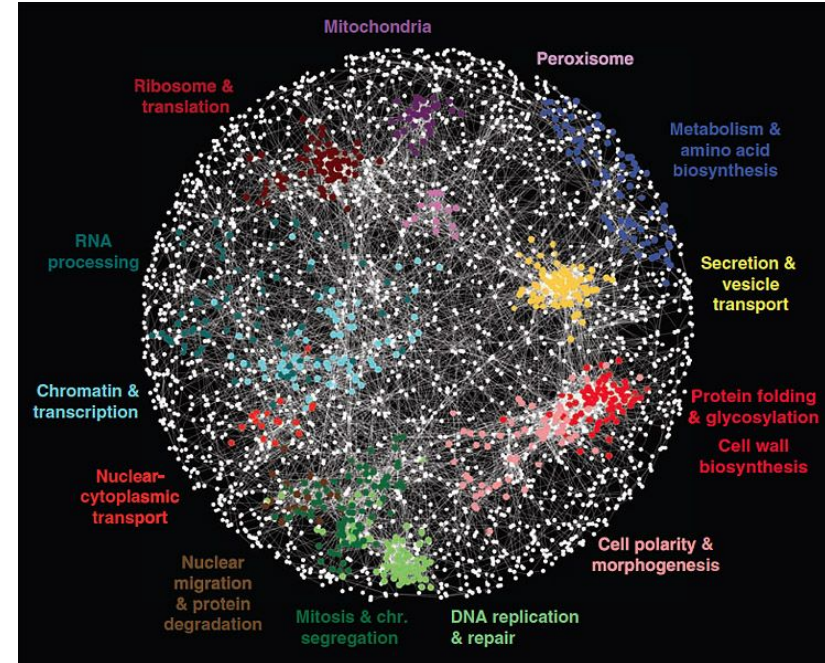 Mitochondria
Peroxisome
Ribosome &
translation
Metabolism &
amino acid
biosynthesis
RNA
processing
Secretion &
vesicle
transport
Chromatin &
transcription
Protein folding
& glycosylation
Cell wall
biosynthesis
Nuclear-
cytoplasmic
transport
Cell polarity &
morphogenesis
Nuclear
migration
& protein
degradation
Mitosis & chr.
segregation
DNA replication
& repair